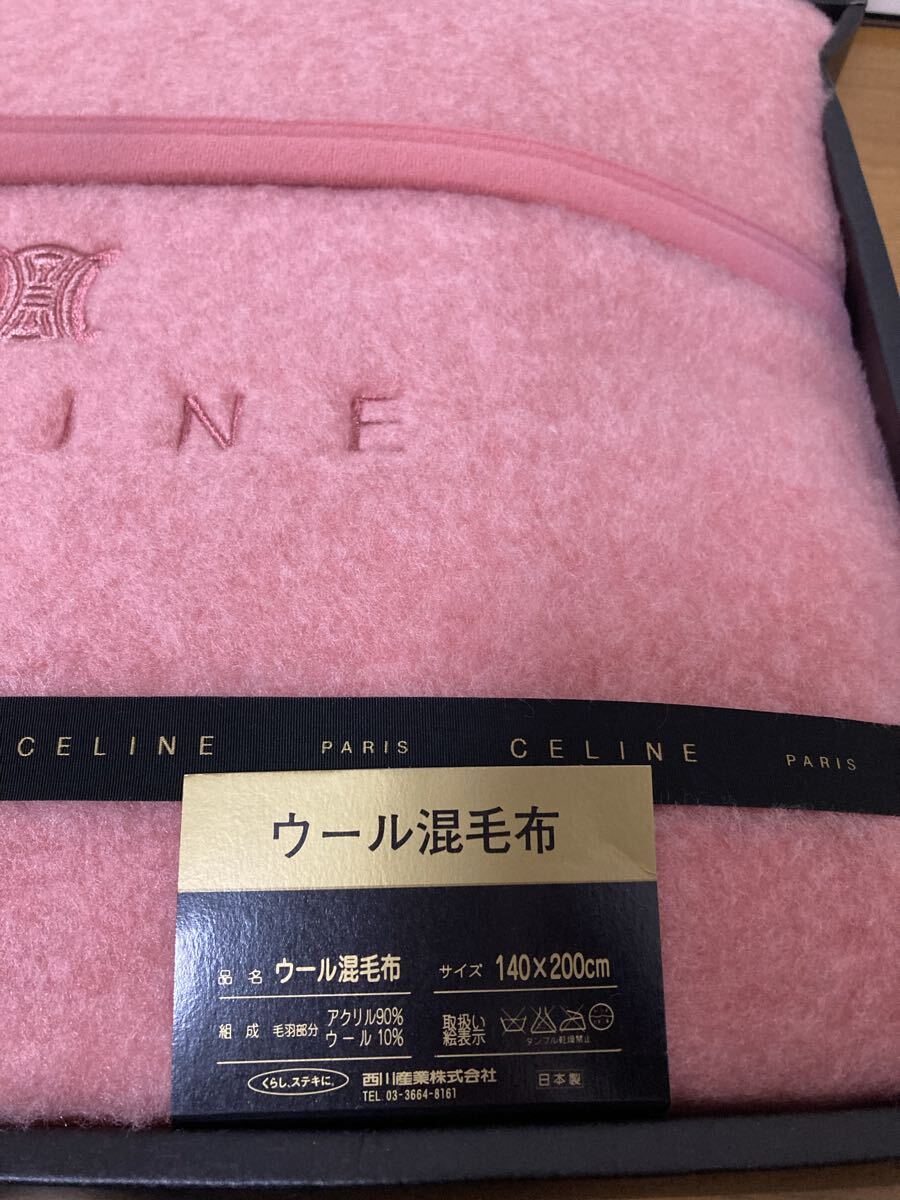 INE
CELINE PARIS CELINE PARIS
ウール混毛布
品名 ウール混毛布 サイズ 140×200cm
組成 毛羽部分 アクリル90% ウール 10%
取扱い絵表示 タンブル乾燥禁止
くらし、ステキに。 西川産業株式会社 日本製
TEL 03-3664-8161